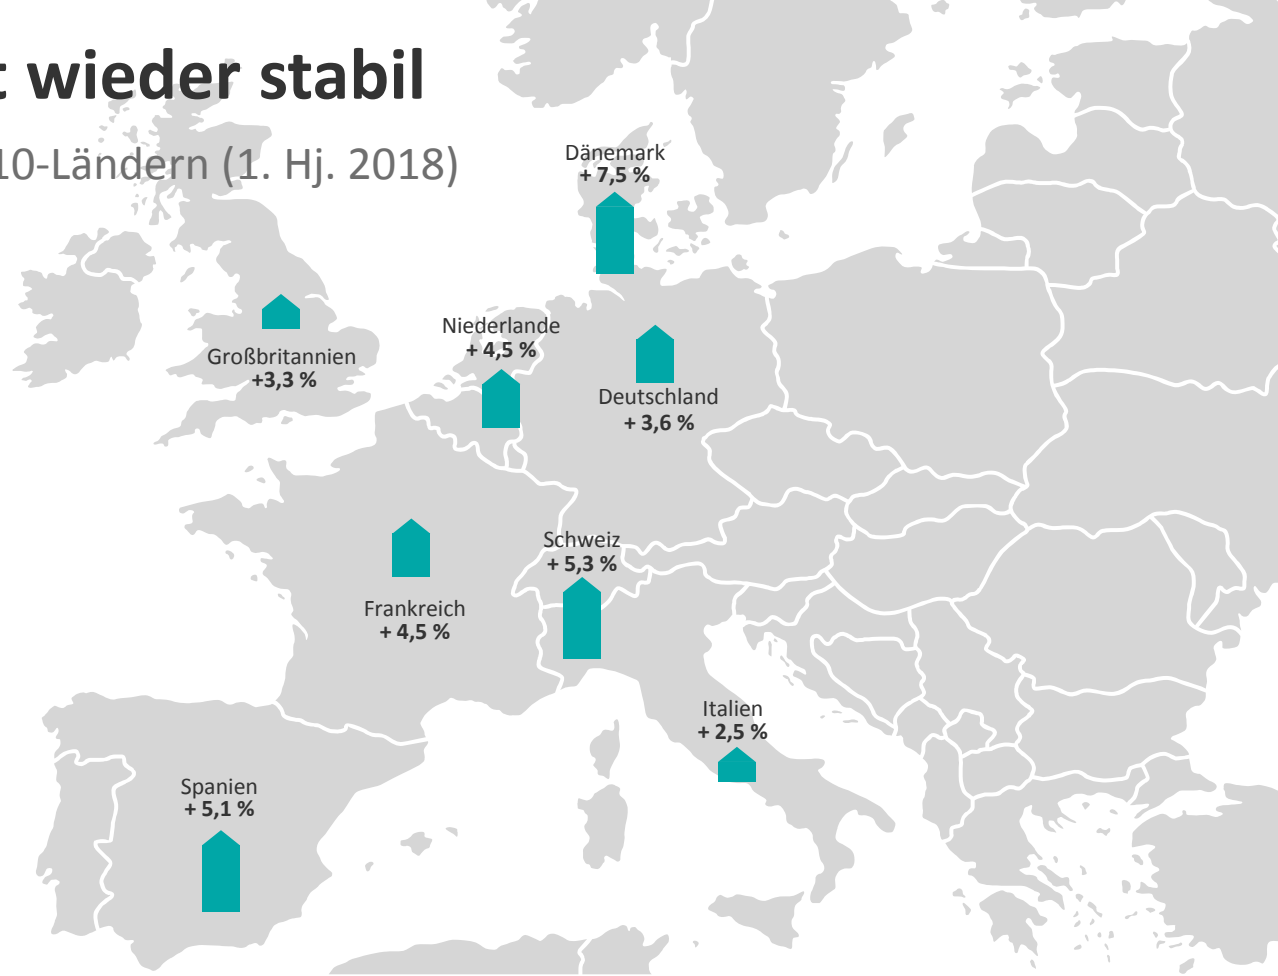 t wieder stabil
10-Ländern (1. Hj. 2018)
Dänemark
+ 7,5 %
Niederlande
+ 4,5 %
Großbritannien
+3,3 %
Deutschland
+ 3,6 %
Schweiz
+ 5,3 %
Frankreich
+ 4,5 %
Italien
+ 2,5 %
Spanien
+ 5,1 %